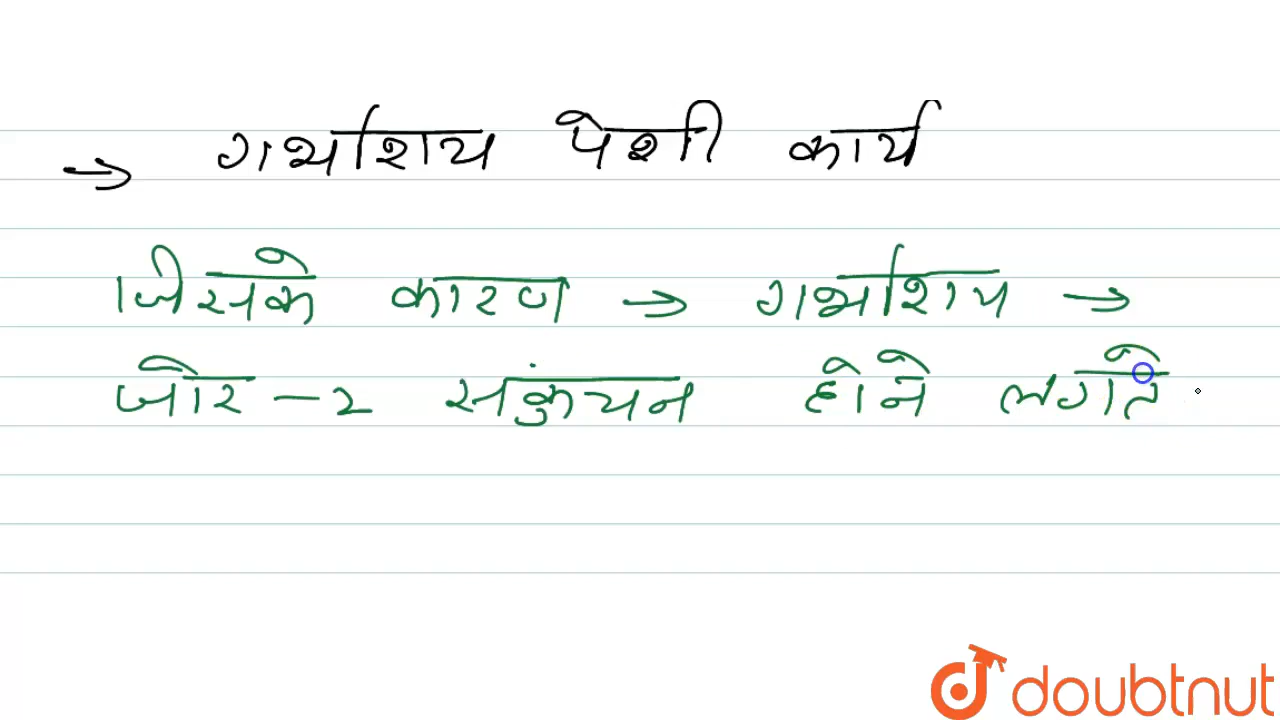 → गर्भाशय पेशी कार्य
जिसके कारण → गर्भाशय →
जोर -2 संकुचन होने लगते
doubtnut